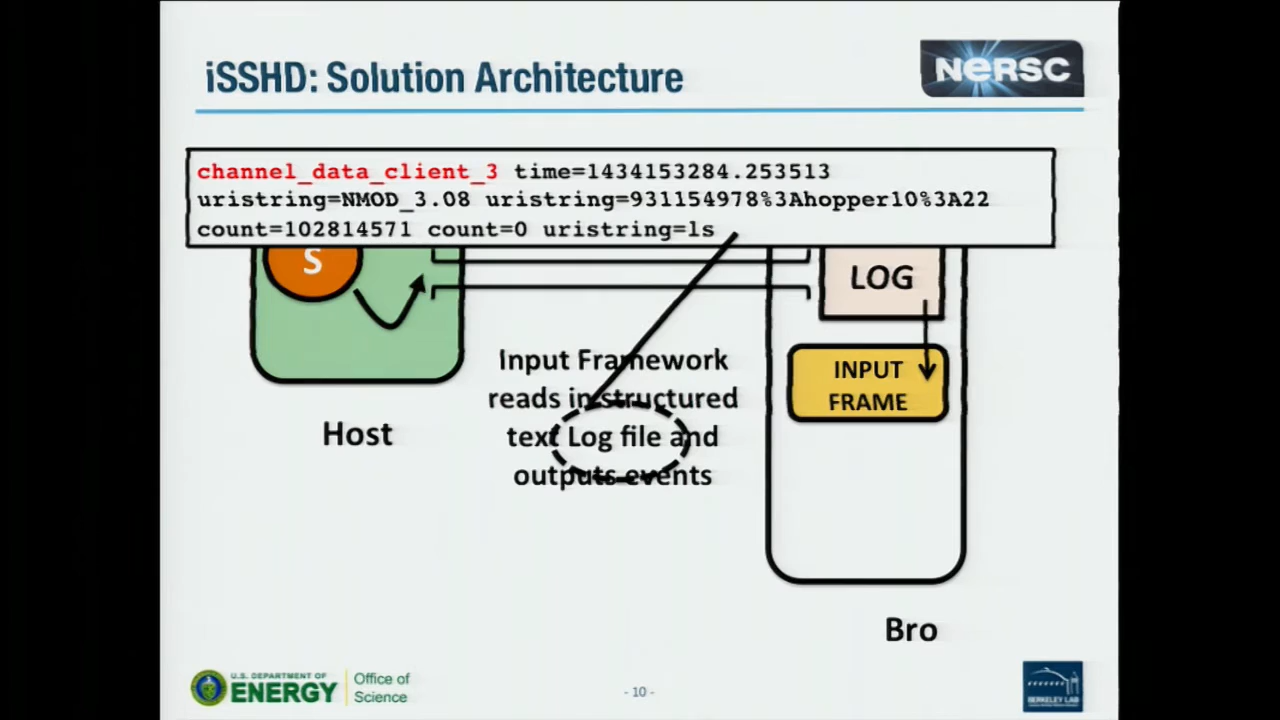 iSSHD: Solution Architecture
NERSC
channel_data_client_3 time=1434153284.253513
uristring=NMOD_3.08 uristring=931154978%3Ahopper10%3A22
count=102814571 count=0 uristring=ls
S
LOG
Input Framework
reads in structured
text Log file and
outputs events
INPUT
FRAME
Host
Bro
U.S. DEPARTMENT OF
ENERGY
Office of
Science
- 10 -
BERKELEY LAB